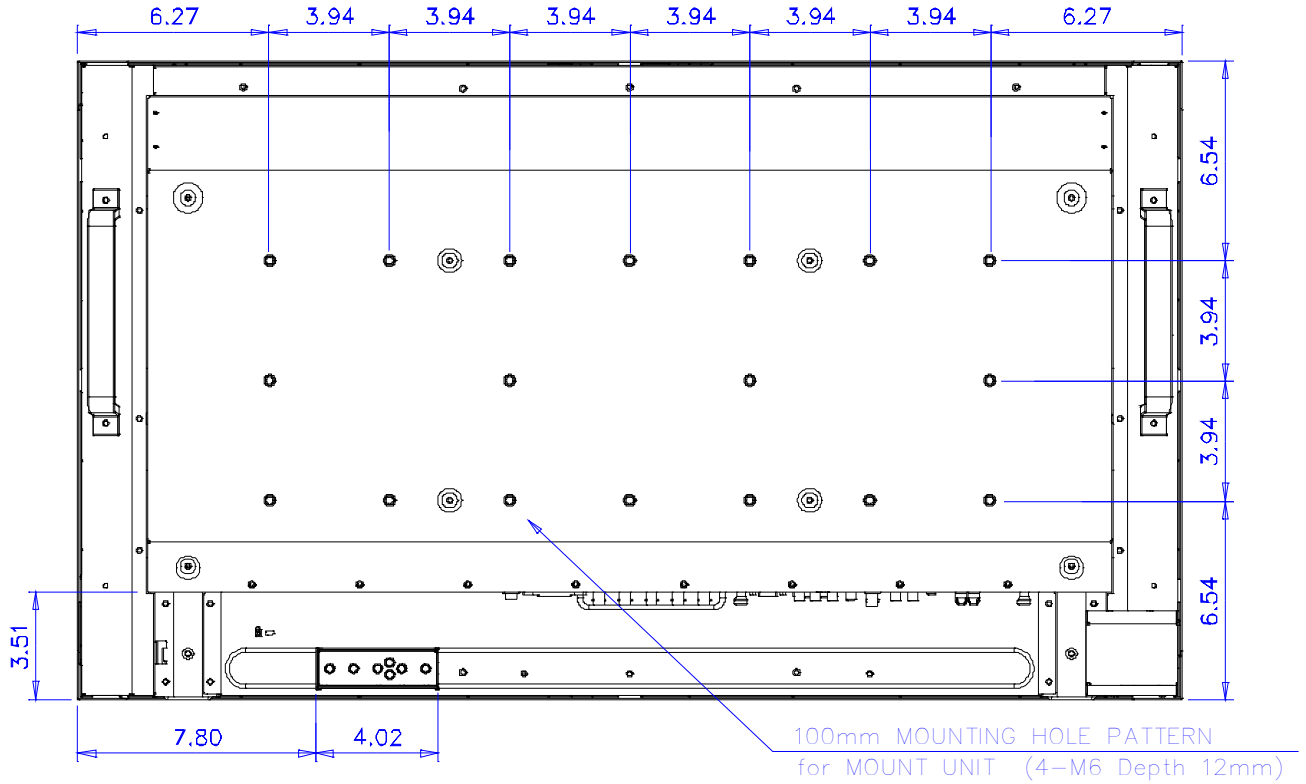 6.27 3.94 3.94 3.94 3.94 3.94 3.94 6.27
6.54
3.94
3.94
6.54
3.51
7.80 4.02
100mm MOUNTING HOLE PATTERN
for MOUNT UNIT (4-M6 Depth 12mm)